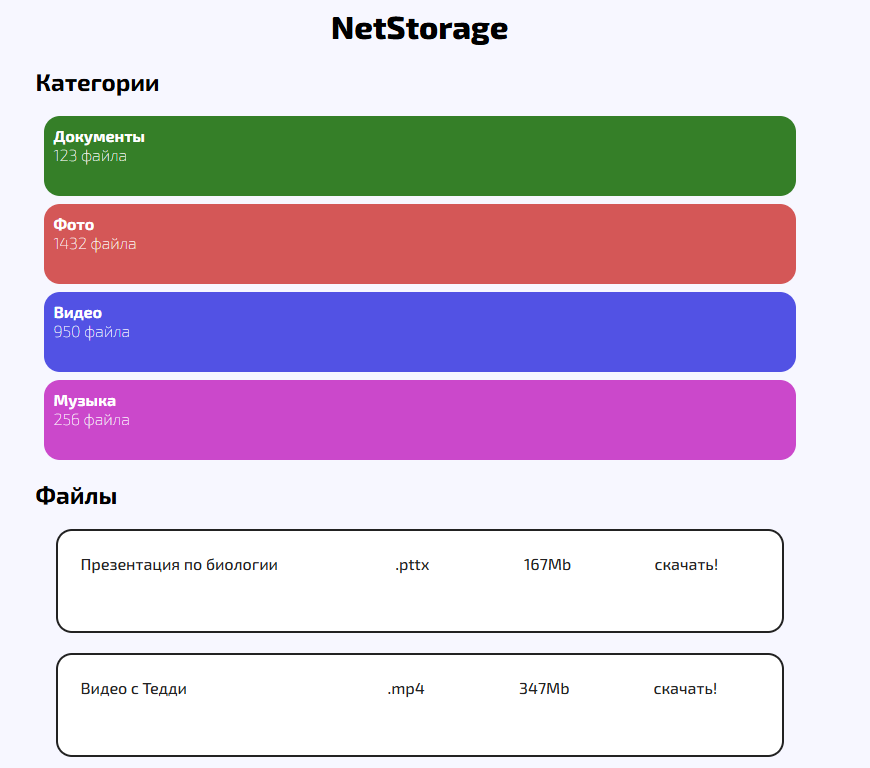 NetStorage
Категории
Документы
123 файла
Фото
1432 файла
Видео
950 файла
Музыка
256 файла
Файлы
Презентация по биологии .pttx 167Mb скачать!
Видео с Тедди .mp4 347Mb скачать!